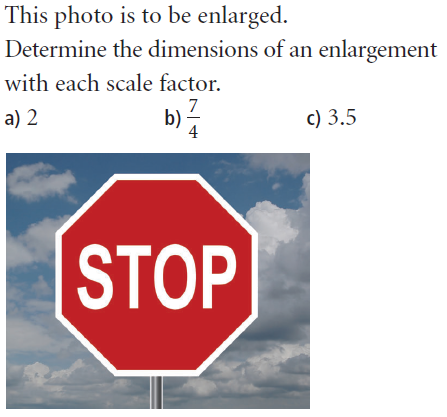 This photo is to be enlarged.
Determine the dimensions of an enlargement
with each scale factor.
a) 2 b) 7/4 c) 3.5
STOP